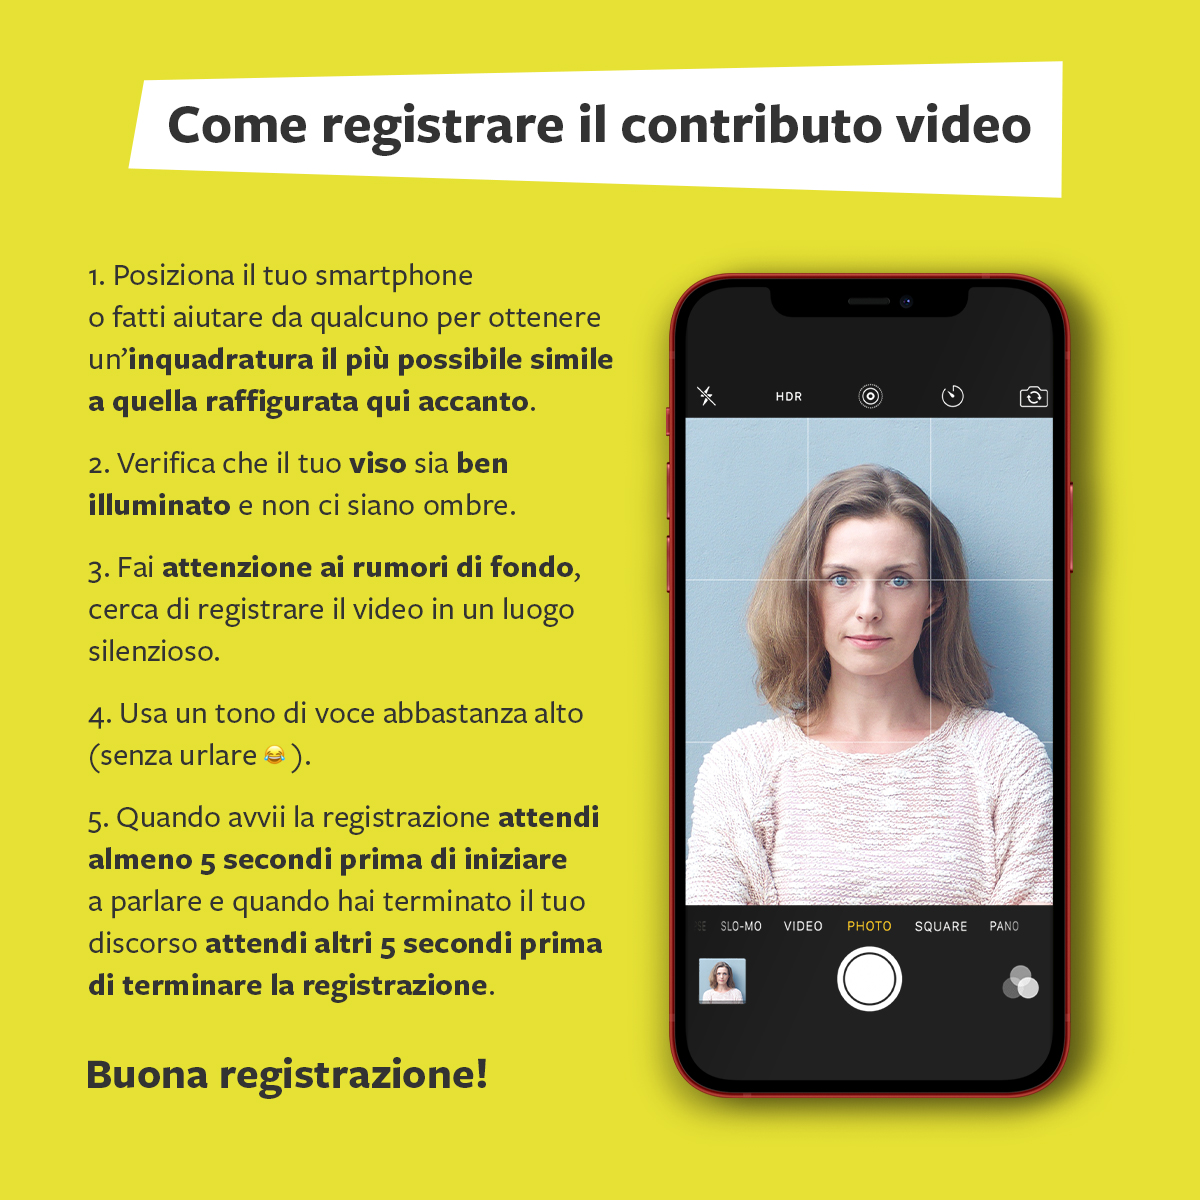 Come registrare il contributo video
1. Posiziona il tuo smartphone
o fatti aiutare da qualcuno per ottenere
un’inquadratura il più possibile simile
a quella raffigurata qui accanto.
2. Verifica che il tuo viso sia ben
illuminato e non ci siano ombre.
3. Fai attenzione ai rumori di fondo,
cerca di registrare il video in un luogo
silenzioso.
4. Usa un tono di voce abbastanza alto
(senza urlare 😂 ).
5. Quando avvii la registrazione attendi
almeno 5 secondi prima di iniziare
a parlare e quando hai terminato il tuo
discorso attendi altri 5 secondi prima
di terminare la registrazione.
Buona registrazione!
HDR
SLO-MO VIDEO PHOTO SQUARE PANO